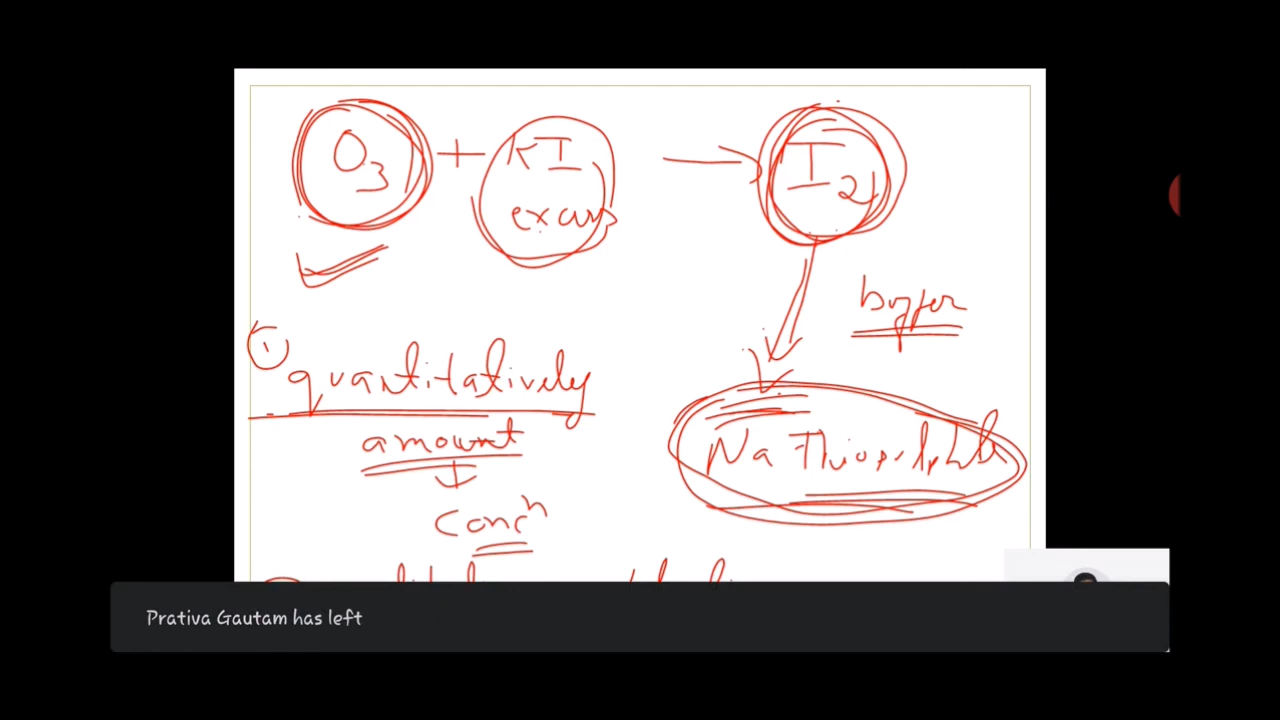 O3 + KI → I2
excess
buffer
① quantitatively
amount
Na Thiosulphate
Concn
Prativa Gautam has left